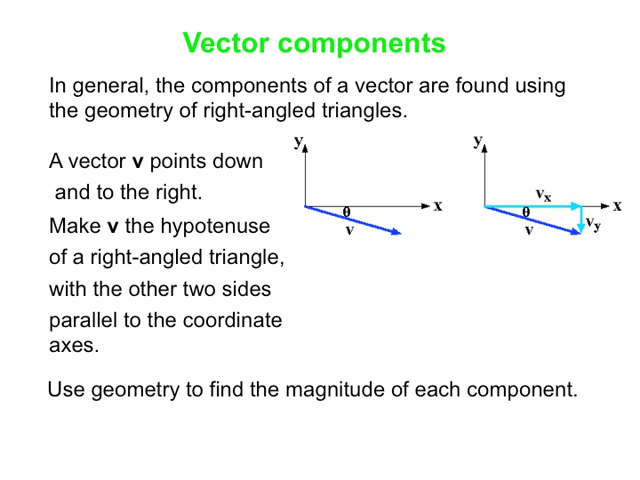 Vector components
In general, the components of a vector are found using
the geometry of right-angled triangles.
A vector v points down
and to the right.
Make v the hypotenuse
of a right-angled triangle,
with the other two sides
parallel to the coordinate
axes.
y
x
θ
v
y
vx
x
θ
v
vy
Use geometry to find the magnitude of each component.